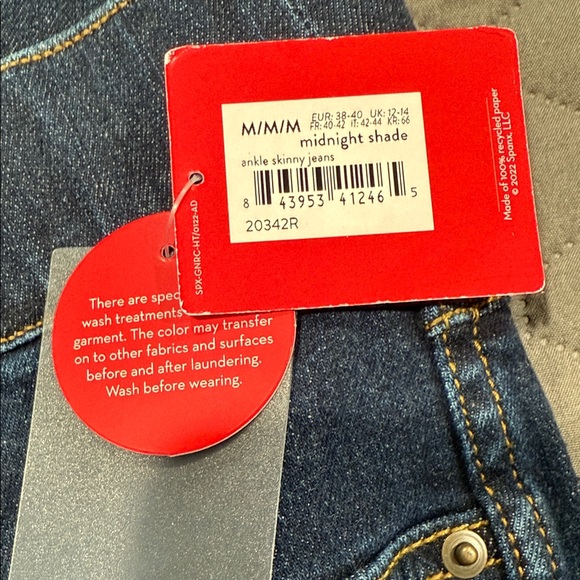 M/M/M
EUR: 38-40 UK: 12-14
FR: 40-42 IT: 42-44 KR: 66
midnight shade
ankle skinny jeans
8 43953 41246 5
20342R
Made of 100% recycled paper
© 2022 Spanx, LLC
SPX-GNRC-HT/0122-AD
There are
wash treatments
garment. The color may transfer
on to other fabrics and surfaces
before and after laundering.
Wash before wearing.